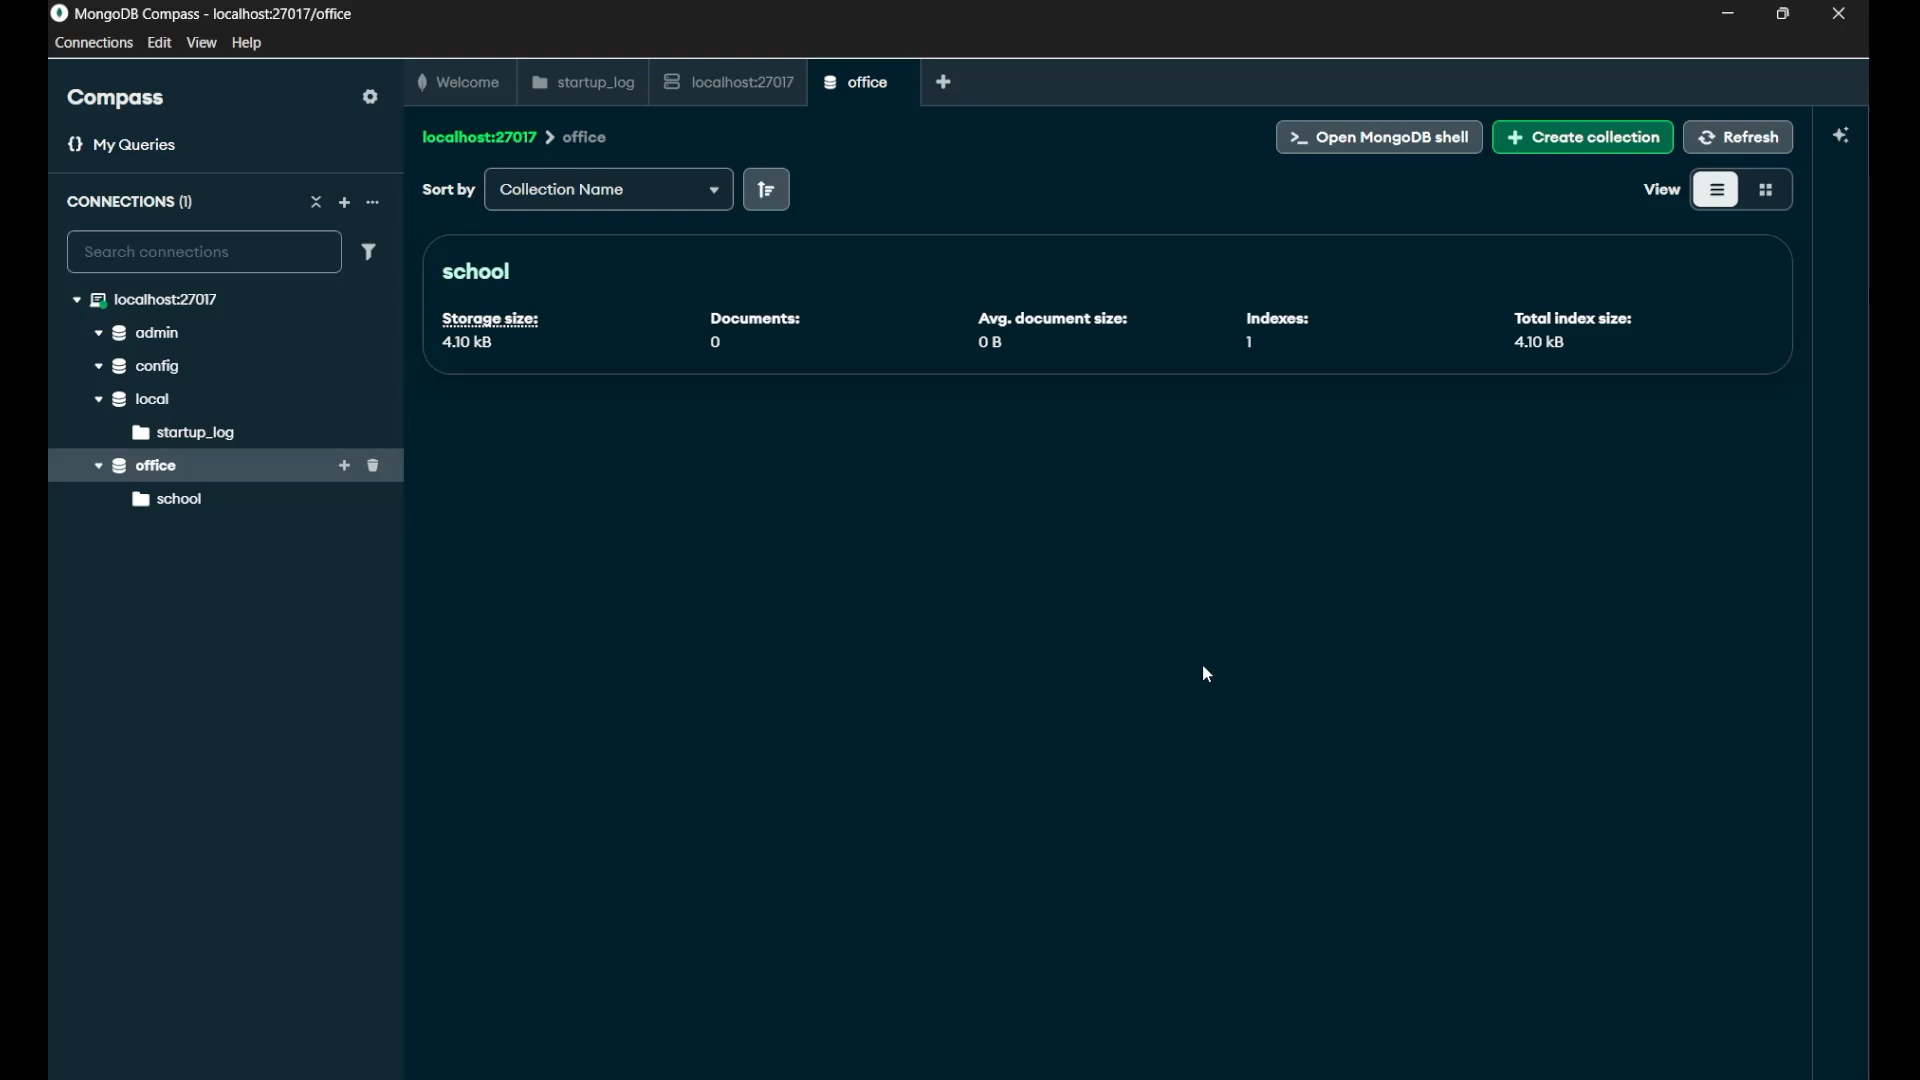 MongoDB Compass - localhost:27017/office
Connections Edit View Help
Compass
My Queries
CONNECTIONS (1)
Search connections
localhost:27017
admin
config
local
startup_log
office
school
Welcome startup_log localhost:27017 office
localhost:27017 > office
>_ Open MongoDB shell + Create collection Refresh
Sort by Collection Name View
school
Storage size: Documents: Avg. document size: Indexes: Total index size:
4.10 kB 0 0 B 1 4.10 kB